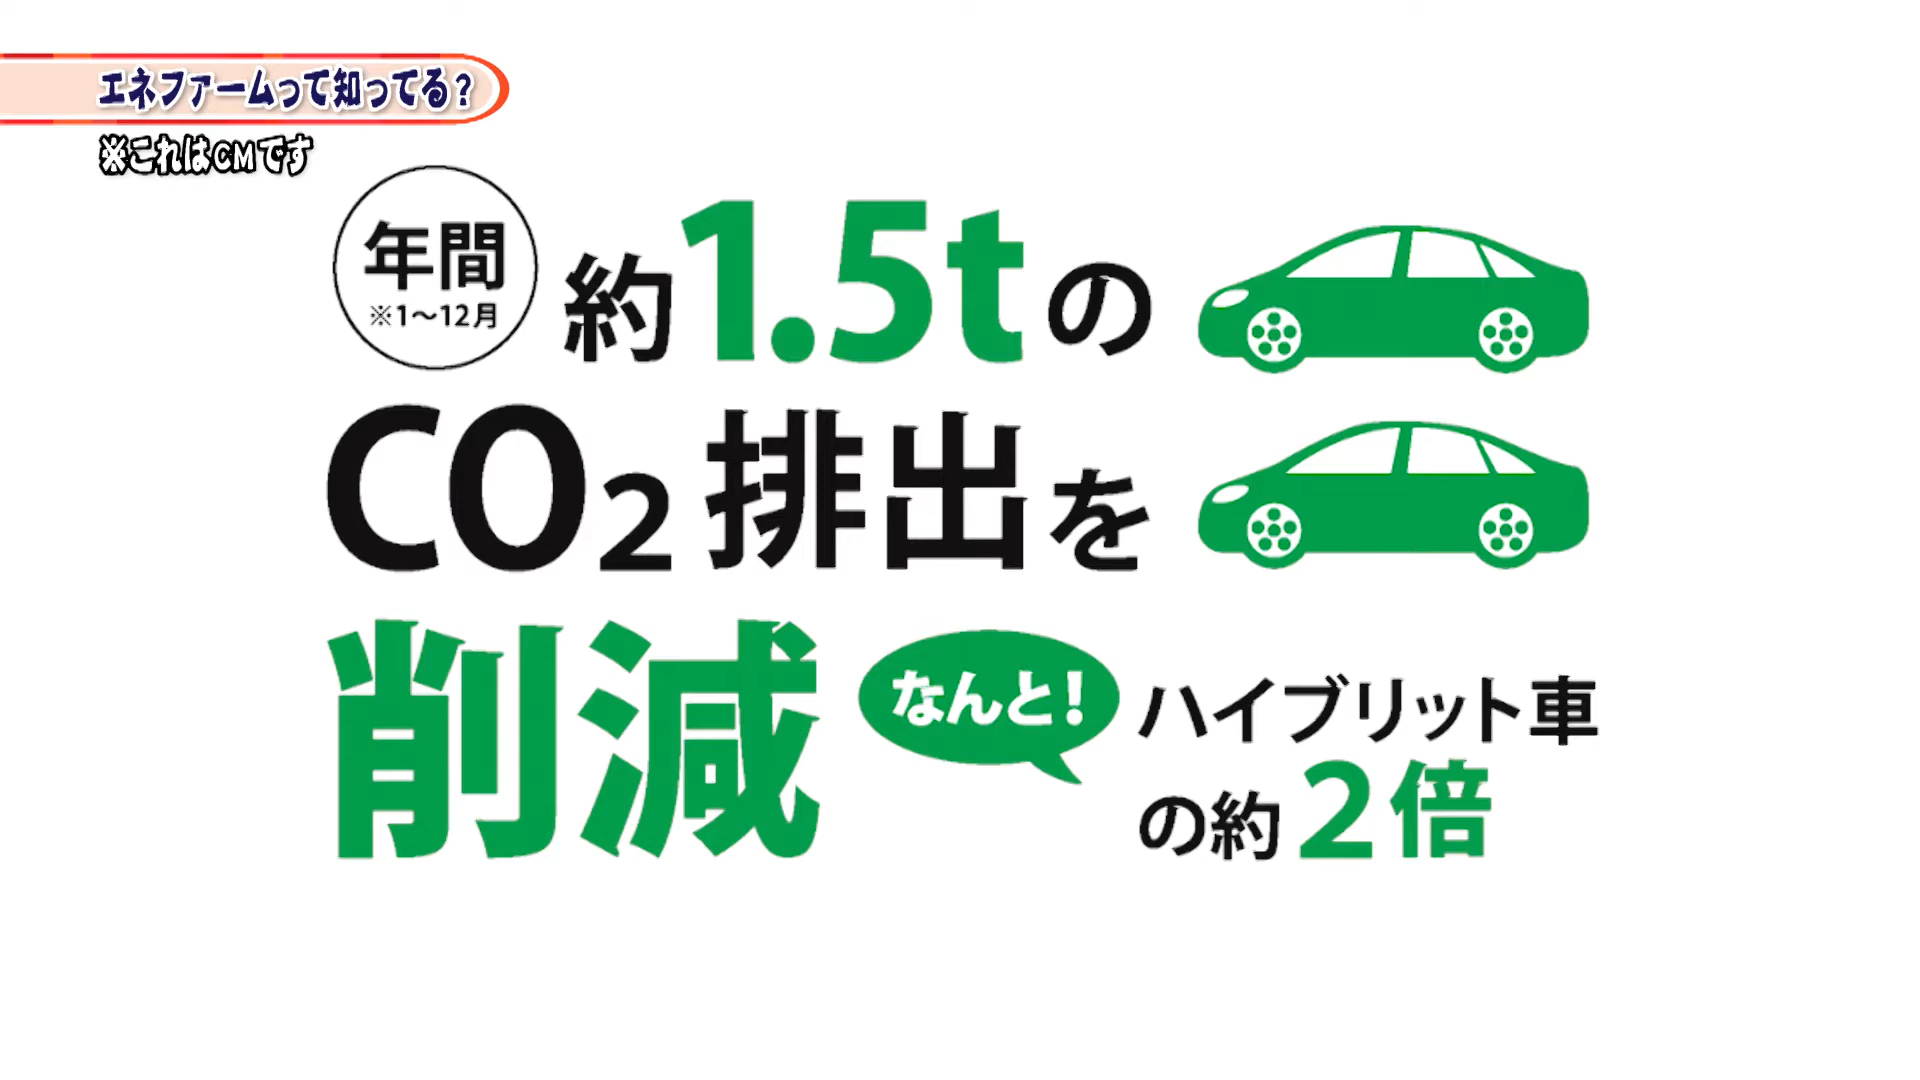 エネファームって知ってる？
※これはCMです
年間
※1～12月
約1.5tの
CO2排出を
削減
なんと！
ハイブリット車
の約2倍